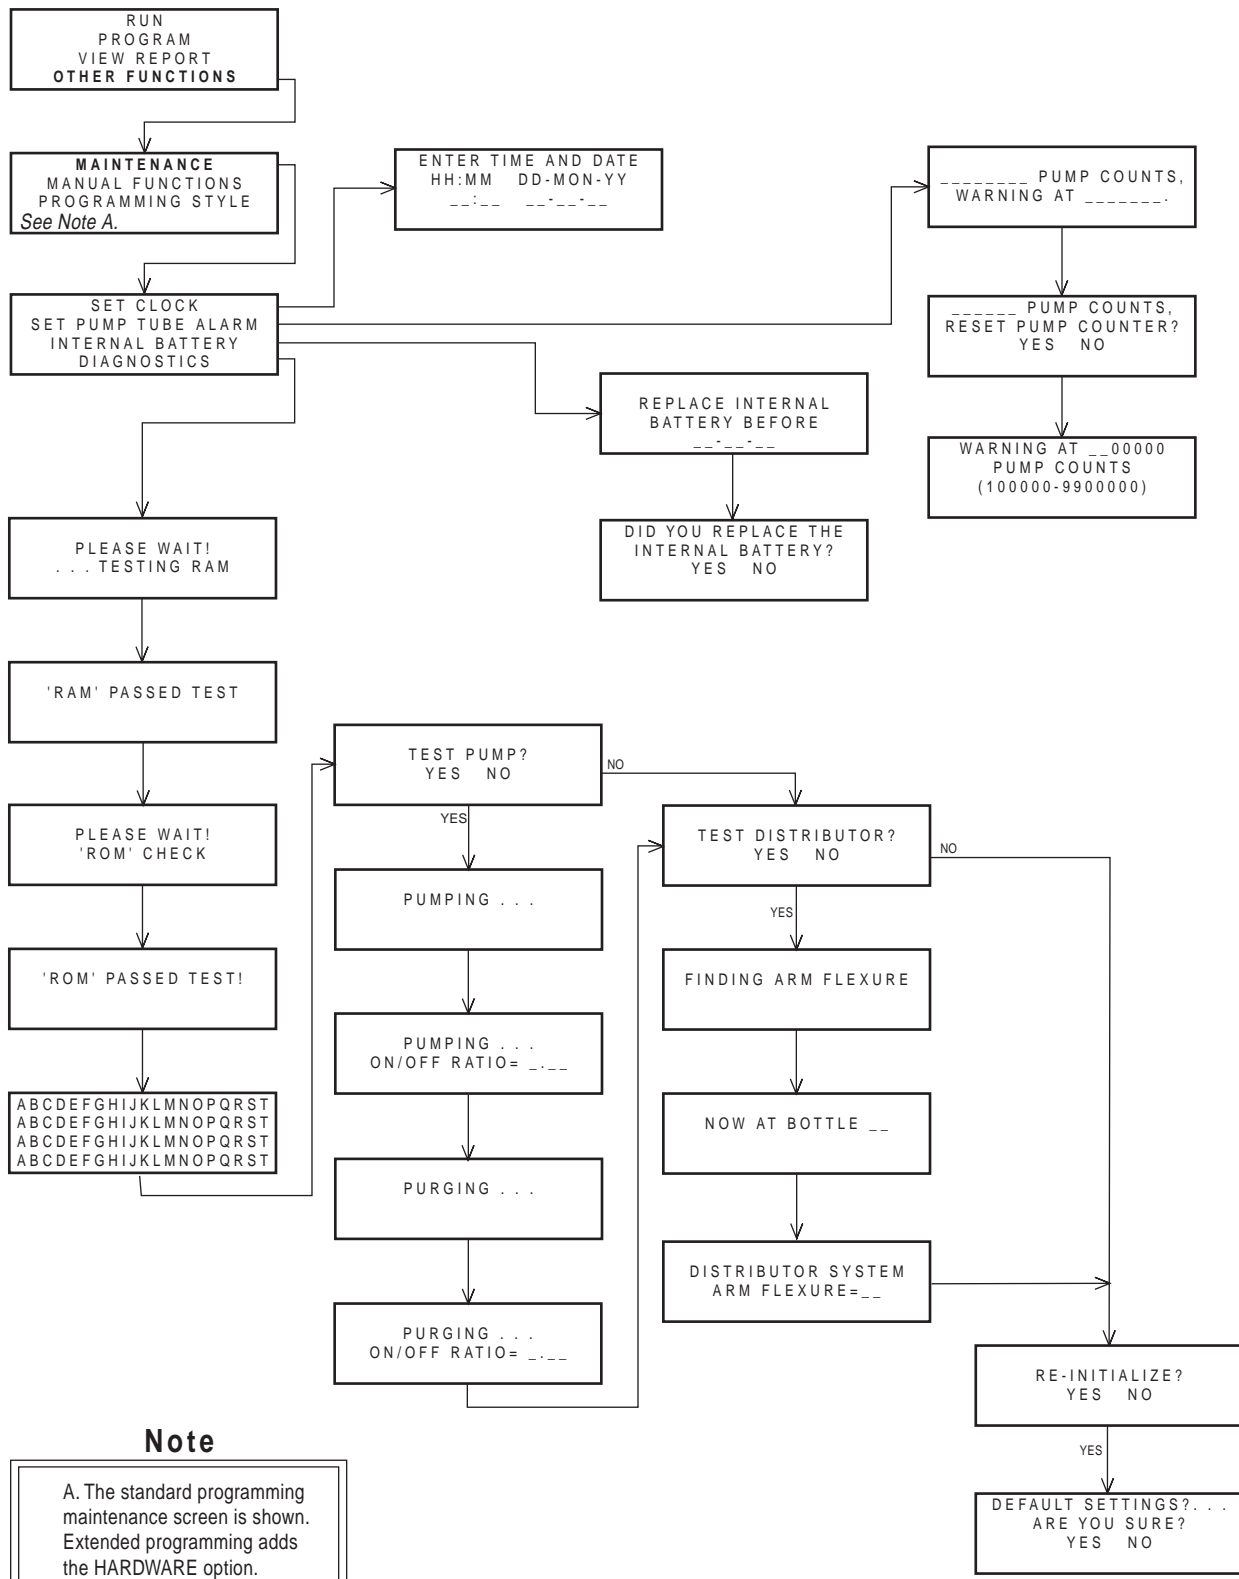 RUN
PROGRAM
VIEW REPORT
OTHER FUNCTIONS
MAINTENANCE
MANUAL FUNCTIONS
PROGRAMMING STYLE
See Note A.
ENTER TIME AND DATE
HH:MM DD-MON-YY
__:__ __-__-__
________ PUMP COUNTS,
WARNING AT _______.
SET CLOCK
SET PUMP TUBE ALARM
INTERNAL BATTERY
DIAGNOSTICS
______ PUMP COUNTS,
RESET PUMP COUNTER?
YES NO
REPLACE INTERNAL
BATTERY BEFORE
__-__-__
WARNING AT __00000
PUMP COUNTS
(100000-9900000)
DID YOU REPLACE THE
INTERNAL BATTERY?
YES NO
PLEASE WAIT!
. . . TESTING RAM
'RAM' PASSED TEST
PLEASE WAIT!
'ROM' CHECK
'ROM' PASSED TEST!
ABCDEFGHIJKLMNOPQRST
ABCDEFGHIJKLMNOPQRST
ABCDEFGHIJKLMNOPQRST
ABCDEFGHIJKLMNOPQRST
TEST PUMP?
YES NO
NO
YES
PUMPING . . .
PUMPING . . .
ON/OFF RATIO= _.__
PURGING . . .
PURGING . . .
ON/OFF RATIO= _.__
TEST DISTRIBUTOR?
YES NO
NO
YES
FINDING ARM FLEXURE
NOW AT BOTTLE __
DISTRIBUTOR SYSTEM
ARM FLEXURE=__
RE-INITIALIZE?
YES NO
YES
DEFAULT SETTINGS?. . .
ARE YOU SURE?
YES NO
Note
A. The standard programming
maintenance screen is shown.
Extended programming adds
the HARDWARE option.